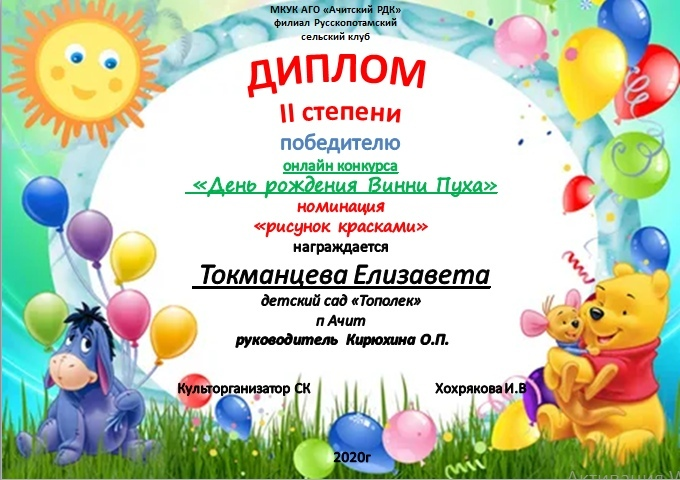 МКУК АГО «Ачитский РДК»
филиал Русскопотамский
сельский клуб
ДИПЛОМ
II степени
победителю
онлайн конкурса
«День рождения Винни Пуха»
номинация
«рисунок красками»
награждается
Токманцева Елизавета
детский сад «Тополек»
п Ачит
руководитель Кирюхина О.П.
Культорганизатор СК Хохрякова И.В
2020г